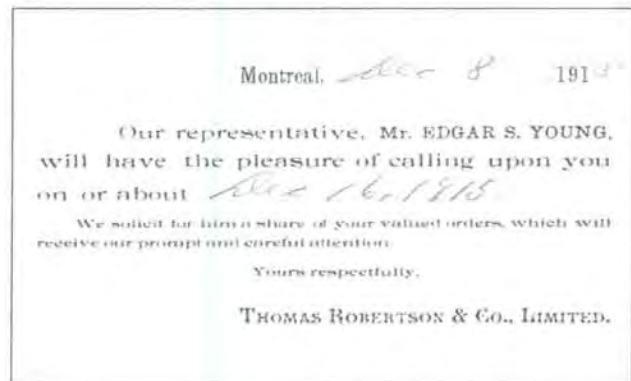 Montreal, Dec 8 1915
Our representative, Mr. EDGAR S. YOUNG,
will have the pleasure of calling upon you
on or about Dec 16, 1915
We solicit for him a share of your valued orders, which will
receive our prompt and careful attention.
Yours respectfully,
THOMAS ROBERTSON & CO., LIMITED.